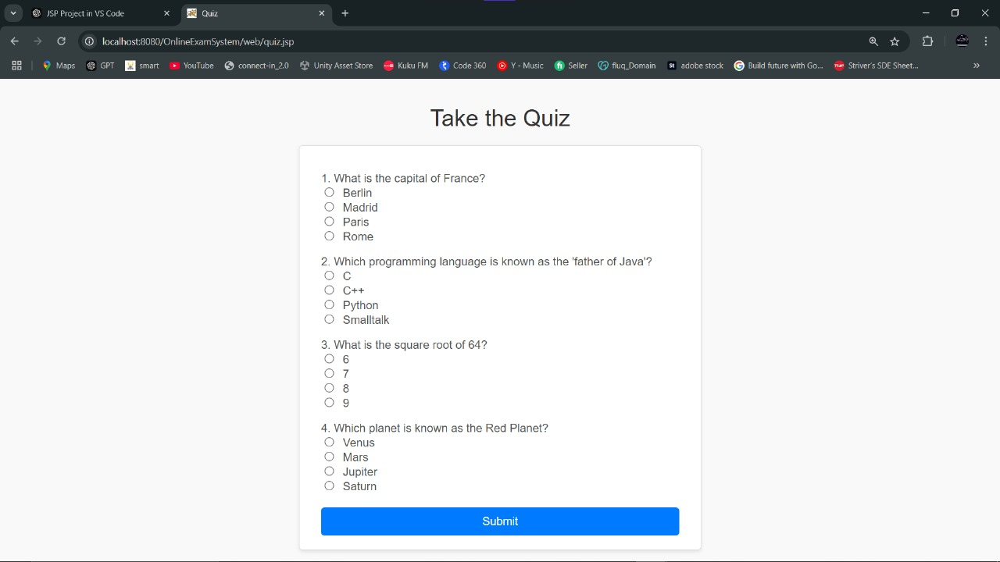 JSP Project in VS Code
Quiz
localhost:8080/OnlineExamSystem/web/quiz.jsp
Maps GPT smart YouTube connect-in_2.0 Unity Asset Store Kuku FM Code 360 Y - Music Seller fluq_Domain adobe stock Build future with Go... Striver's SDE Sheet...
Take the Quiz
1. What is the capital of France?
Berlin
Madrid
Paris
Rome
2. Which programming language is known as the 'father of Java'?
C
C++
Python
Smalltalk
3. What is the square root of 64?
6
7
8
9
4. Which planet is known as the Red Planet?
Venus
Mars
Jupiter
Saturn
Submit